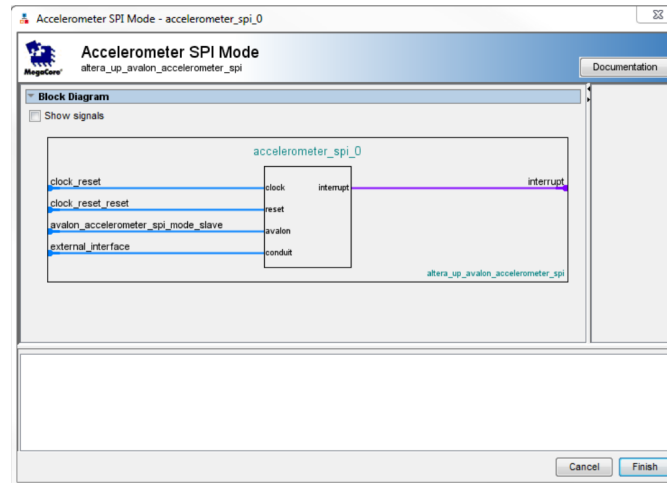 Accelerometer SPI Mode - accelerometer_spi_0
MegaCore'
Accelerometer SPI Mode
altera_up_avalon_accelerometer_spi
Documentation
Block Diagram
Show signals
accelerometer_spi_0
clock_reset
clock
interrupt
interrupt
clock_reset_reset
reset
avalon_accelerometer_spi_mode_slave
avalon
external_interface
conduit
altera_up_avalon_accelerometer_spi
Cancel
Finish